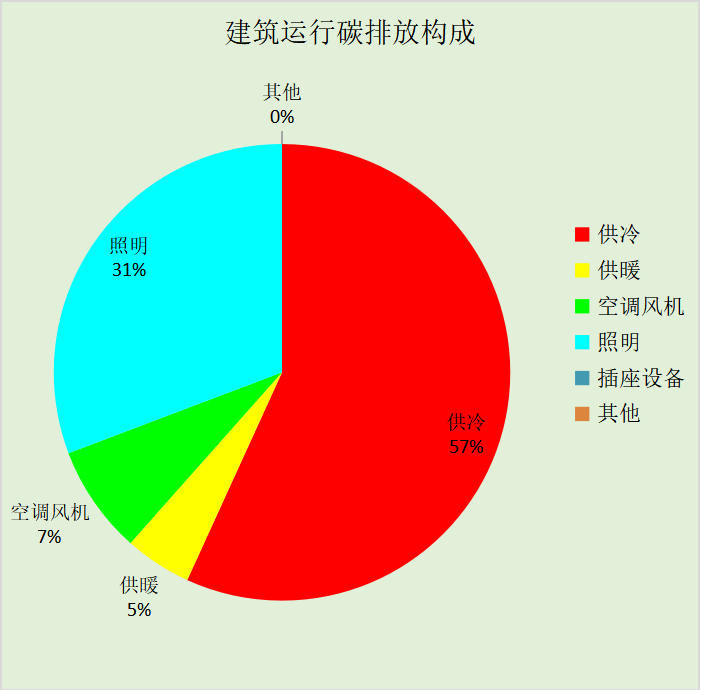 建筑运行碳排放构成
其他
0%
照明
31%
供冷
57%
空调风机
7%
供暖
5%
供冷
供暖
空调风机
照明
插座设备
其他